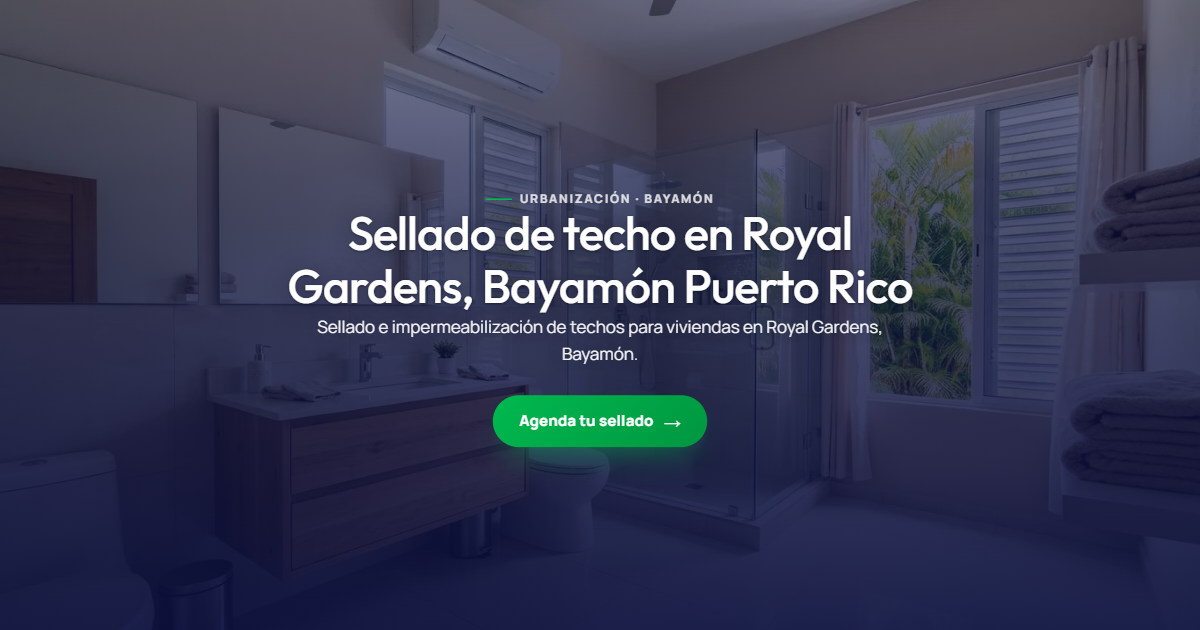 URBANIZACIÓN · BAYAMÓN
Sellado de techo en Royal
Gardens, Bayamón Puerto Rico
Sellado e impermeabilización de techos para viviendas en Royal Gardens,
Bayamón.
Agenda tu sellado →